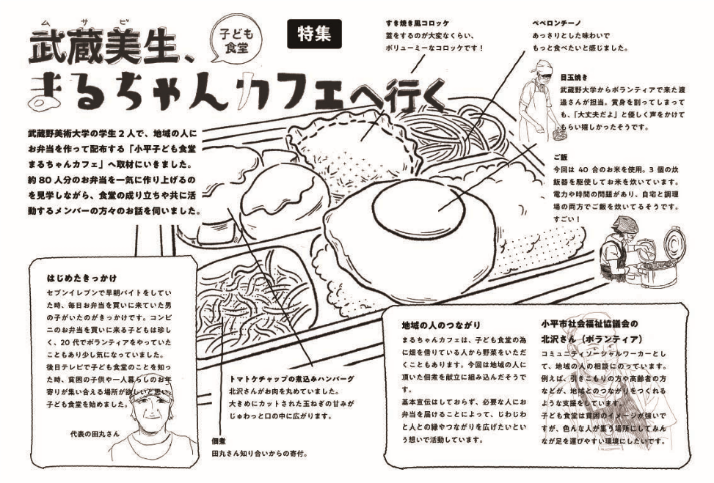 ムサビ
武蔵美生、
子ども
食堂
特集
まるちゃんカフェへ行く
武蔵野美術大学の学生2人で、地域の人に
お弁当を作って配布する「小平子ども食堂
まるちゃんカフェ」へ取材にいきました。
約80人分のお弁当を一気に作り上げるの
を見学しながら、食堂の成り立ちや共に活
動するメンバーの方々のお話を伺いました。
すき焼き風コロッケ
蓋をするのが大変なくらい、
ボリューミーなコロッケです！
ペペロンチーノ
あっさりとした味わいで
もっと食べたいと感じました。
目玉焼き
武蔵野大学からボランティアで来た渡
邉さんが担当。黄身を割ってしまって
も、「大丈夫だよ」と優しく声をかけて
もらい嬉しかったそうです。
ご飯
今回は 40 合のお米を使用。3 個の炊
飯器を駆使してお米を炊いています。
電力や時間の問題があり、自宅と調理
場の両方でご飯を炊いてるそうです。
すごい！
はじめたきっかけ
セブンイレブンで早朝バイトをしてい
た時、毎日お弁当を買いに来ていた男
の子がいたのがきっかけです。コンビ
ニのお弁当を買いに来る子どもは珍し
く、20代でボランティアをやっていた
こともあり少し気になっていました。
後日テレビで子ども食堂のことを知っ
た時、貧困の子供や一人暮らしのお年
寄りが集い合える場所が欲しいと思い
子ども食堂を始めました。
代表の田丸さん
トマトケチャップの煮込みハンバーグ
北沢さんがお肉を丸めていました。
大きめにカットされた玉ねぎの甘みが
じゅわっと口の中に広がります。
佃煮
田丸さん知り合いからの寄付。
地域の人のつながり
まるちゃんカフェは、子ども食堂の為
に畑を借りている人から野菜をいただ
くこともあります。今回は地域の人に
頂いた佃煮を献立に組み込んだそうで
す。
基本宣伝はしておらず、必要な人にお
弁当を届けることによって、じわじわ
と人との縁やつながりを広げたいとい
う想いで活動しています。
小平市社会福祉協議会の
北沢さん（ボランティア）
コミュニティソーシャルワーカーとし
て、地域の人の相談にのっています。
例えば、引きこもりの方や高齢者の方
などが、地域とのつながりをつくれる
ような支援をしています。
子ども食堂は貧困のイメージが強いで
すが、色んな人が集う場所にしてみん
なが足を運びやすい環境にしたいです。